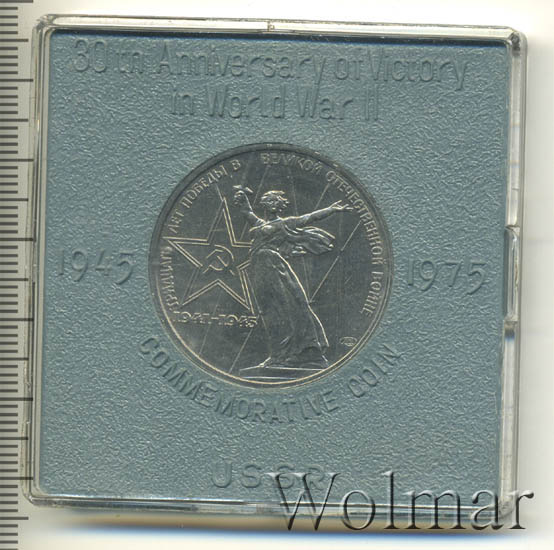 30th Anniversary of Victory
in World War II
ТРИДЦАТЬ ЛЕТ ПОБЕДЫ В ВЕЛИКОЙ ОТЕЧЕСТВЕННОЙ ВОЙНЕ
1945
1975
1941-1945
COMMEMORATIVE COIN
USSR
Wolmar